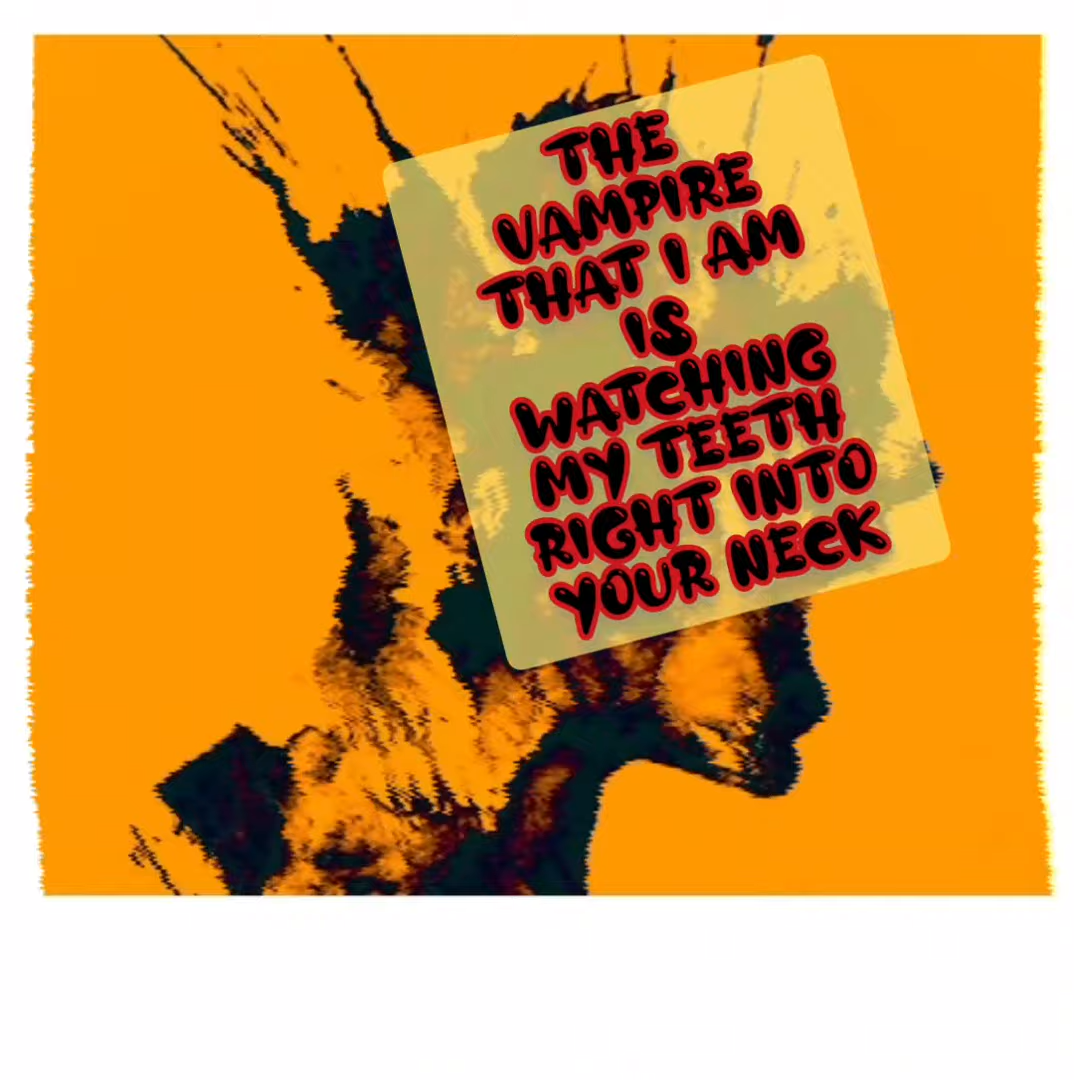 THE
VAMPIRE
THAT I AM
IS
WATCHING
MY TEETH
RIGHT INTO
YOUR NECK